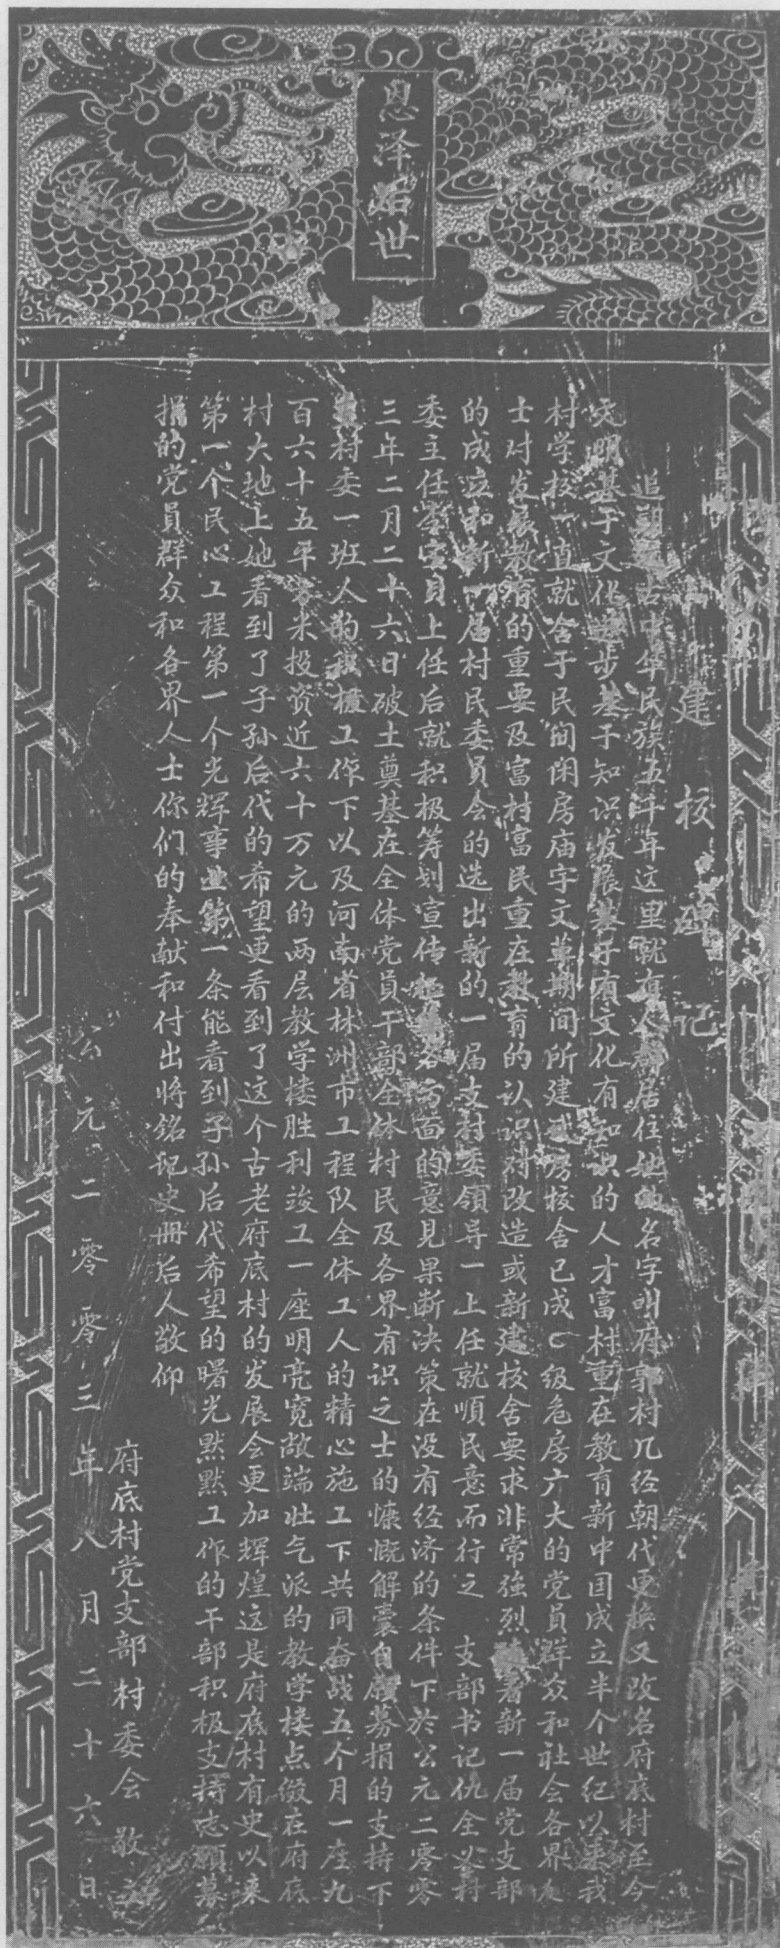 恩泽后世
建校碑记
追朔远古中华民族五千年这里就有人群居住她的名字叫府郭村几经朝代更换又改名府底村至今
文明基于文化进步基于知识发展基于有文化有知识的人才富村重在教育新中国成立半个世纪以来我
村学校一直就舍于民间闲房庙宇文革期间所建 房校舍已成C级危房广大的党员群众和社会各界人
士对发展教育的重要及富村富民重在教育的认识对改造或新建校舍要求非常强烈 着新一届党支部
的成立和新一届村民委员会的选出新的一届支村委领导一上任就顺民意而行之 支部书记仇全义村
委主任 上任后就积极筹划宣传 各方面的意见果断决策在没有经济的条件下於公元二零零
三年二月二十六日破土奠基在全体党员干部全体村民及各界有识之士的慷慨解囊自愿募捐的支持下
村委一班人的积极工作下以及河南省林洲市工程队全体工人的精心施工下共同奋战五个月一座九
百六十五平方米投资近六十万元的两层教学楼胜利竣工一座明亮宽敞端壮气派的教学楼点缀在府底
村大地上她看到了子孙后代的希望更看到了这个古老府底村的发展会更加辉煌这是府底村有史以来
第一个民心工程第一个光辉事业第一条能看到子孙后代希望的曙光默默工作的干部积极支持志愿募
捐的党员群众和各界人士你们的奉献和付出将铭记史册后人敬仰
府底村党支部村委会敬立
公元二零零三年八月二十六日